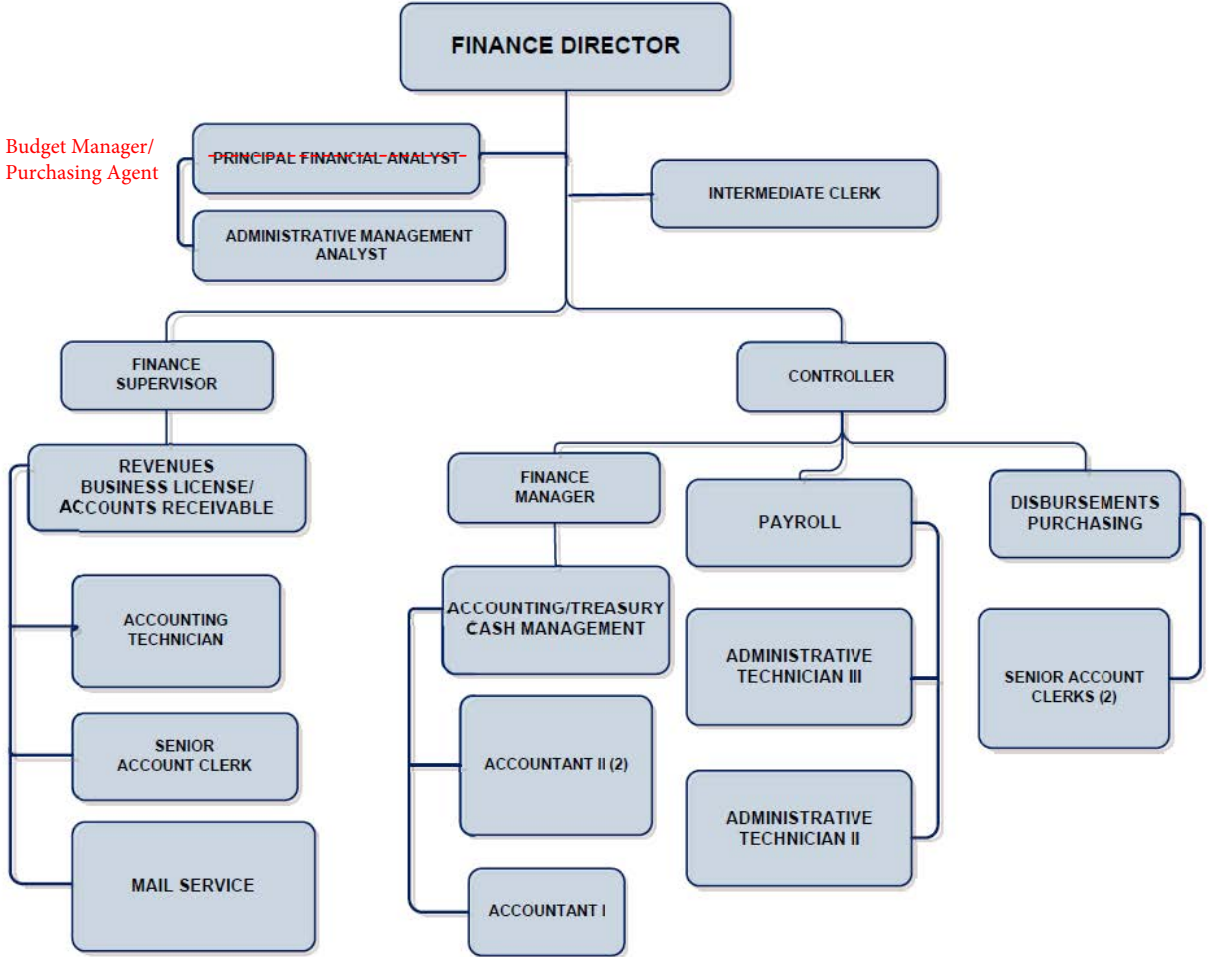 FINANCE DIRECTOR
Budget Manager/
Purchasing Agent
PRINCIPAL FINANCIAL ANALYST
INTERMEDIATE CLERK
ADMINISTRATIVE MANAGEMENT
ANALYST
FINANCE
SUPERVISOR
CONTROLLER
REVENUES
BUSINESS LICENSE/
ACCOUNTS RECEIVABLE
FINANCE
MANAGER
PAYROLL
DISBURSEMENTS
PURCHASING
ACCOUNTING
TECHNICIAN
ACCOUNTING/TREASURY
CASH MANAGEMENT
ADMINISTRATIVE
TECHNICIAN III
SENIOR ACCOUNT
CLERKS (2)
SENIOR
ACCOUNT CLERK
ACCOUNTANT II (2)
ADMINISTRATIVE
TECHNICIAN II
MAIL SERVICE
ACCOUNTANT I